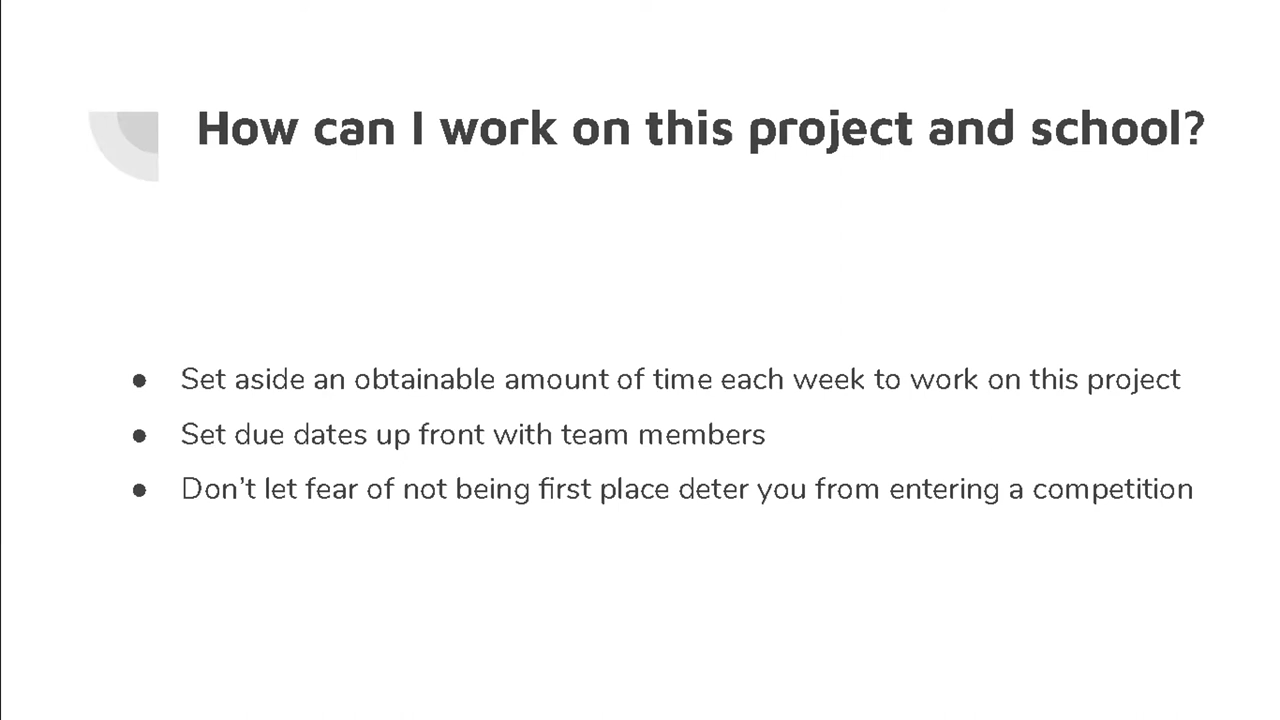 How can I work on this project and school?
● Set aside an obtainable amount of time each week to work on this project
● Set due dates up front with team members
● Don’t let fear of not being first place deter you from entering a competition